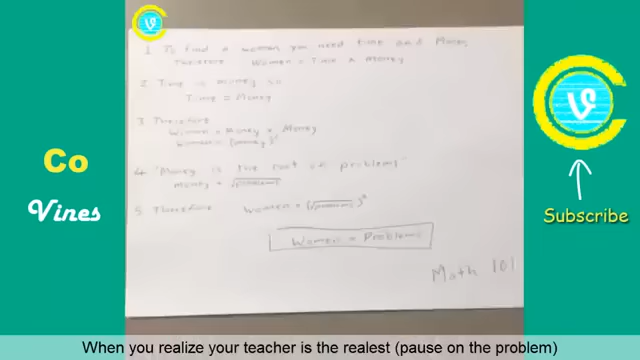 1 To find a woman you need time and Money
Therefore Women = Time x Money
2 Time is money so
Time = Money
3 Therefore
Women = Money x Money
Women = (money)²
4 "Money is the root of problems"
money = √problems
5 Therefore Women = (√problems)²
Women = Problems
Math 101
Co
Vines
Subscribe
When you realize your teacher is the realest (pause on the problem)